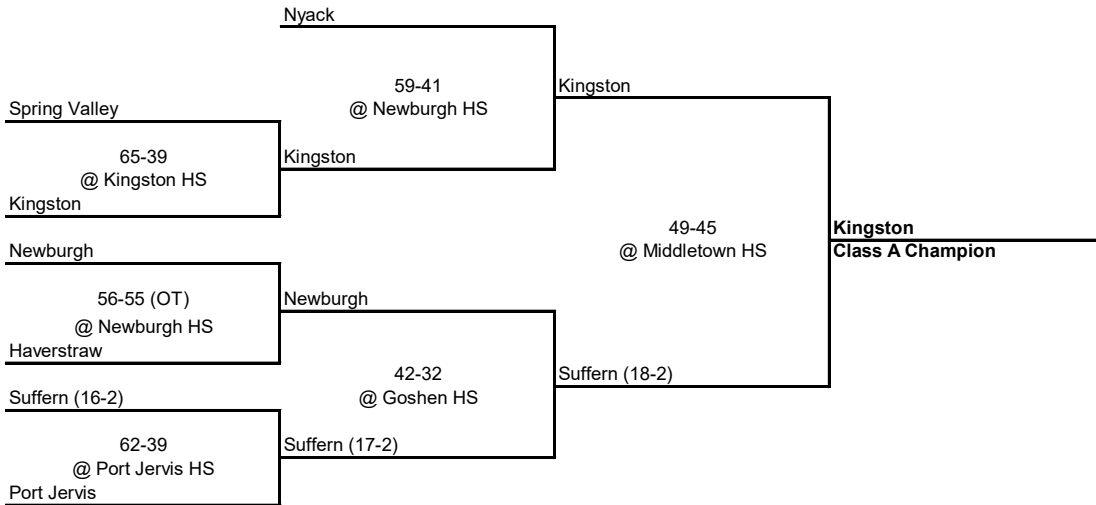 Nyack
59-41
@ Newburgh HS
Kingston
Spring Valley
65-39
@ Kingston HS
Kingston
Kingston
49-45
@ Middletown HS
Kingston
Class A Champion
Newburgh
56-55 (OT)
@ Newburgh HS
Newburgh
Haverstraw
42-32
@ Goshen HS
Suffern (18-2)
Suffern (16-2)
62-39
@ Port Jervis HS
Suffern (17-2)
Port Jervis